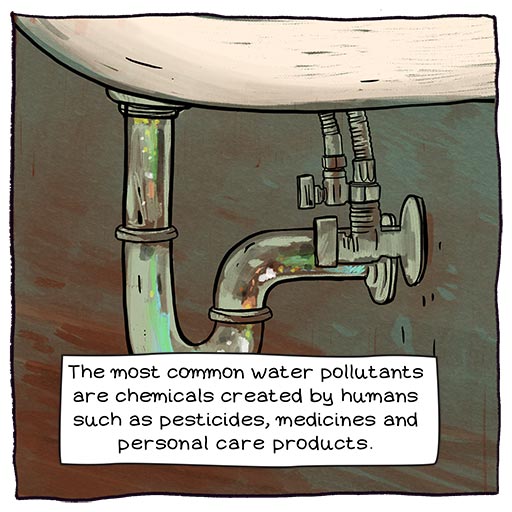 The most common water pollutants
are chemicals created by humans
such as pesticides, medicines and
personal care products.